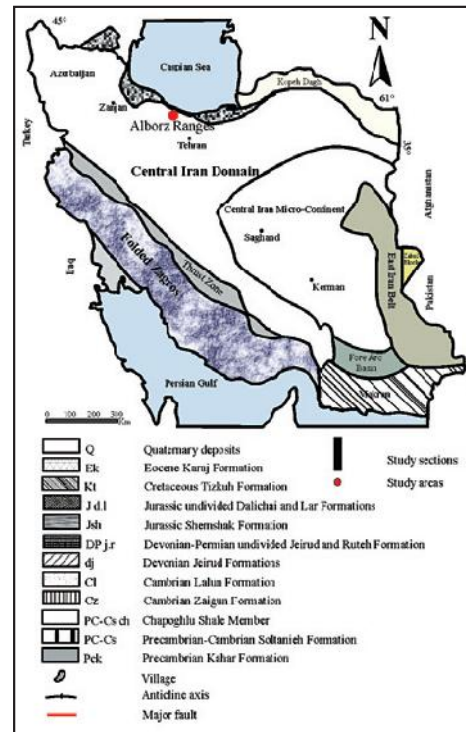 45°
N
Azarbaijan
Caspian Sea
Kopeh Dagh
Zanjan
61°
Alborz Ranges
Tehran
Turkey
Central Iran Domain
Afghanistan
Central Iran Micro-Continent
Saghand
Folded Zagros
Thrust Zone
East Iran Belt
Iraq
Kerman
Pakistan
Fore Arc
Basin
Persian Gulf
Makran
0 100 200 300
Km
Q Quaternary deposits
Ek Eocene Karaj Formation
Study sections
Kt Cretaceous Tizkuh Formation
Study areas
J d.l Jurassic undivided Dalichai and Lar Formations
Jsh Jurassic Shemshak Formation
DP j.r Devonian-Permian undivided Jeirud and Ruteh Formation
dj Devonian Jeirud Formations
Cl Cambrian Lalun Formation
Cz Cambrian Zaigun Formation
PC-Cs ch Chapoghlu Shale Member
PC-Cs Precambrian-Cambrian Soltanieh Formation
Pck Precambrian Kahar Formation
Village
Anticline axis
Major fault